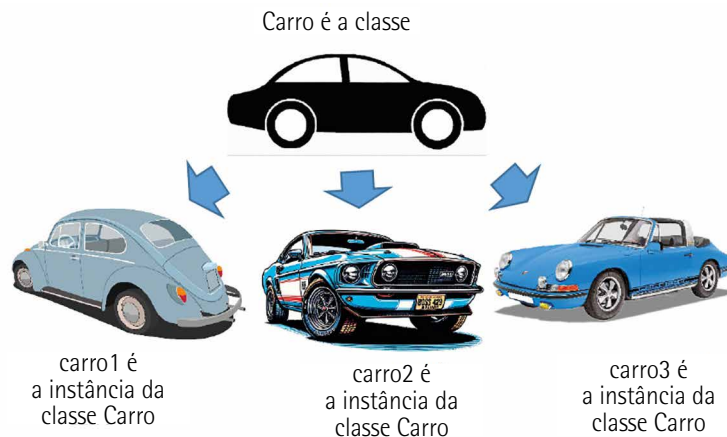 Carro é a classe
carro1 é
a instância da
classe Carro
carro2 é
a instância da
classe Carro
carro3 é
a instância da
classe Carro